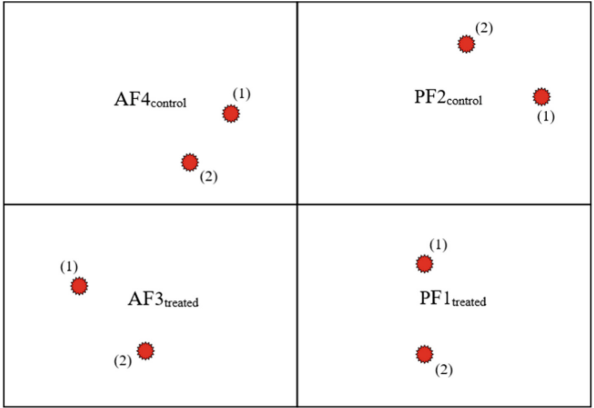 AF4control
(1)
(2)
PF2control
(2)
(1)
AF3treated
(1)
(2)
PF1treated
(1)
(2)